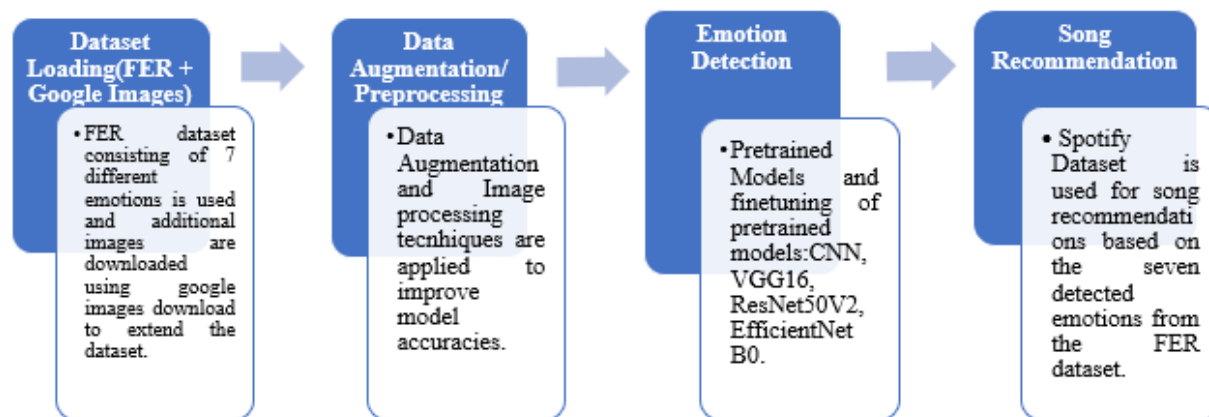 Dataset
Loading(FER +
Google Images)
•FER dataset
consisting of 7
different
emotions is used
and additional
images are
downloaded
using google
images download
to extend the
dataset.
Data
Augmentation/
Preprocessing
•Data
Augmentation
and Image
processing
tecnhiques are
applied to
improve
model
accuracies.
Emotion
Detection
•Pretrained
Models and
finetuning of
pretrained
models:CNN,
VGG16,
ResNet50V2,
EfficientNet
B0.
Song
Recommendation
• Spotify
Dataset is
used for song
recommendati
ons based on
the seven
detected
emotions from
the FER
dataset.